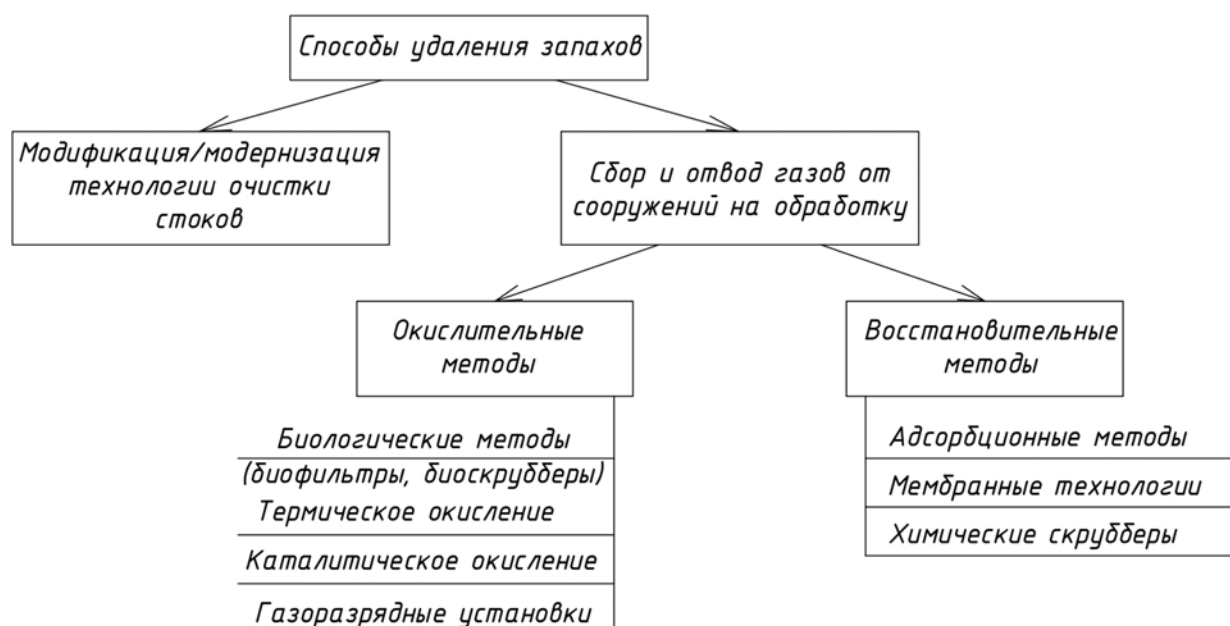 Способы удаления запахов
Модификация/модернизация
технологии очистки
стоков
Сбор и отвод газов от
сооружений на обработку
Окислительные
методы
Биологические методы
(биофильтры, биоскрубберы)
Термическое окисление
Каталитическое окисление
Газоразрядные установки
Восстановительные
методы
Адсорбционные методы
Мембранные технологии
Химические скрубберы